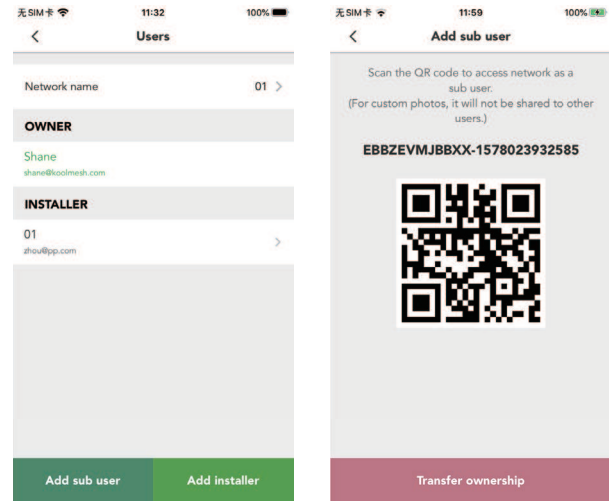 无SIM卡 11:32 100%
Users
Network name 01
OWNER
Shane
shane@koolmesh.com
INSTALLER
01
zhou@pp.com
Add sub user Add installer
无SIM卡 11:59 100%
Add sub user
Scan the QR code to access network as a
sub user.
(For custom photos, it will not be shared to other
users.)
EBBZEVMJBBXX-1578023932585
Transfer ownership